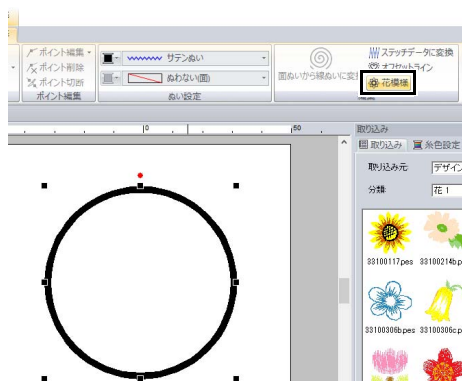 ポイント編集
ポイント削除
ポイント切断
ポイント編集
サテンぬい
ぬわない(面)
ぬい設定
面ぬいから線ぬいに変
ステッチデータに変換
オフセットライン
花模様
0
50
取り込み
取り込み 糸色設定
取り込み元: デザイン
分類: 花 1
33100117.pes 33100214b.p
33100306b.pes 33100306c.p